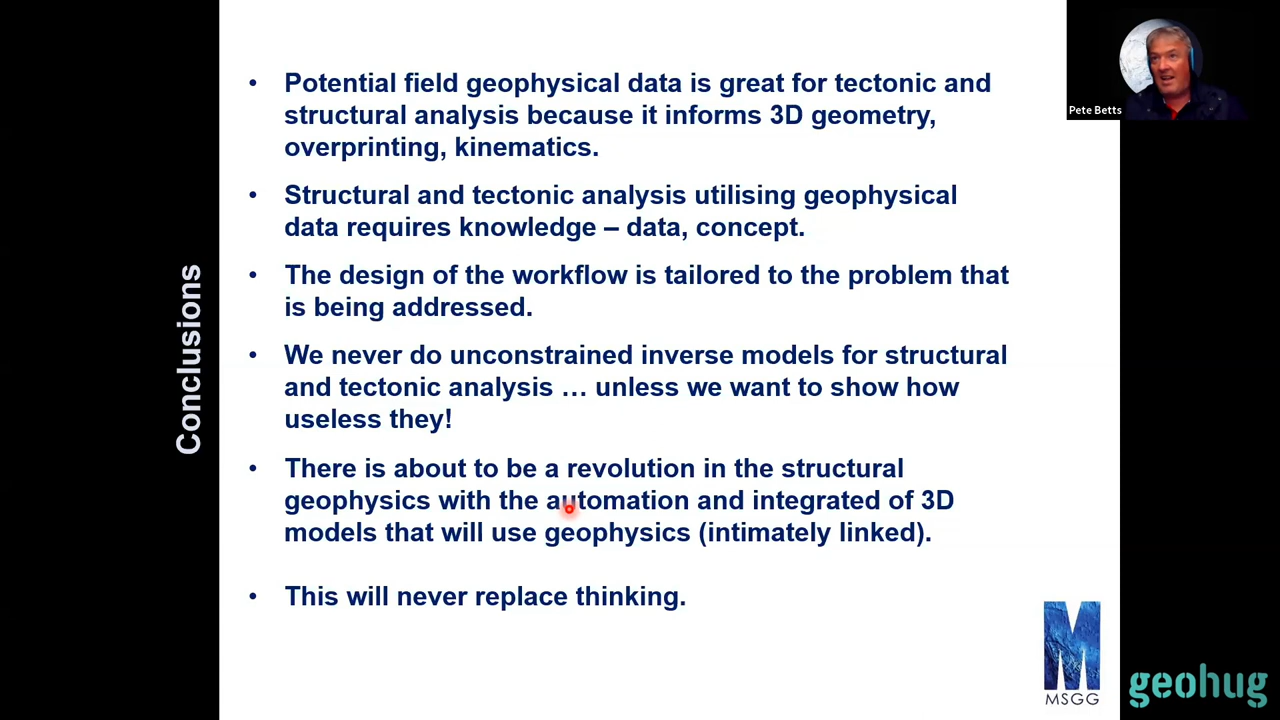 Conclusions
• Potential field geophysical data is great for tectonic and
structural analysis because it informs 3D geometry,
overprinting, kinematics.
• Structural and tectonic analysis utilising geophysical
data requires knowledge – data, concept.
• The design of the workflow is tailored to the problem that
is being addressed.
• We never do unconstrained inverse models for structural
and tectonic analysis … unless we want to show how
useless they!
• There is about to be a revolution in the structural
geophysics with the automation and integrated of 3D
models that will use geophysics (intimately linked).
• This will never replace thinking.
Pete Betts
M
MSGG
geohug